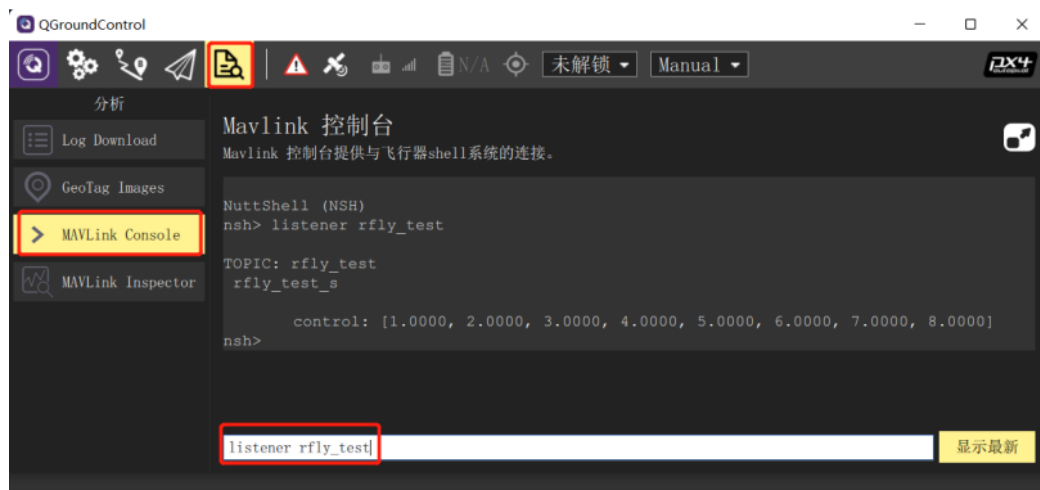 QGroundControl
N/A 未解锁 Manual
px4
autopilot
分析
Log Download
GeoTag Images
MAVLink Console
MAVLink Inspector
Mavlink 控制台
Mavlink 控制台提供与飞行器shell系统的连接。
NuttShell (NSH)
nsh> listener rfly_test
TOPIC: rfly_test
rfly_test_s
control: [1.0000, 2.0000, 3.0000, 4.0000, 5.0000, 6.0000, 7.0000, 8.0000]
nsh>
listener rfly_test
显示最新